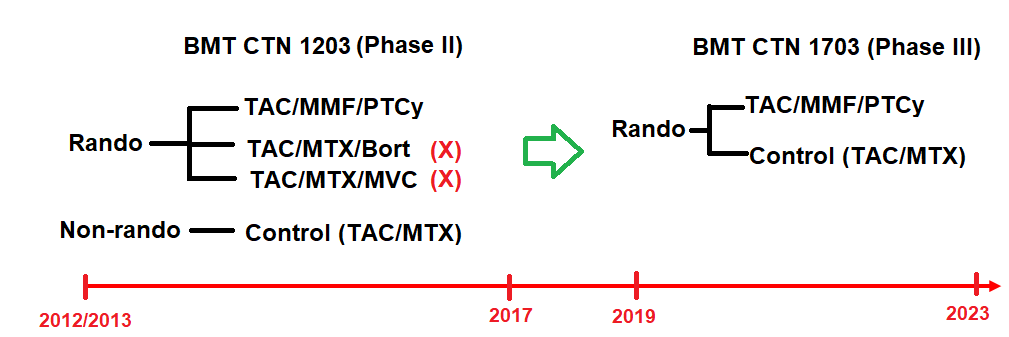 BMT CTN 1203 (Phase II)
BMT CTN 1703 (Phase III)
TAC/MMF/PTCy
Rando
TAC/MTX/Bort (X)
TAC/MTX/MVC (X)
Non-rando
Control (TAC/MTX)
TAC/MMF/PTCy
Rando
Control (TAC/MTX)
2012/2013
2017
2019
2023